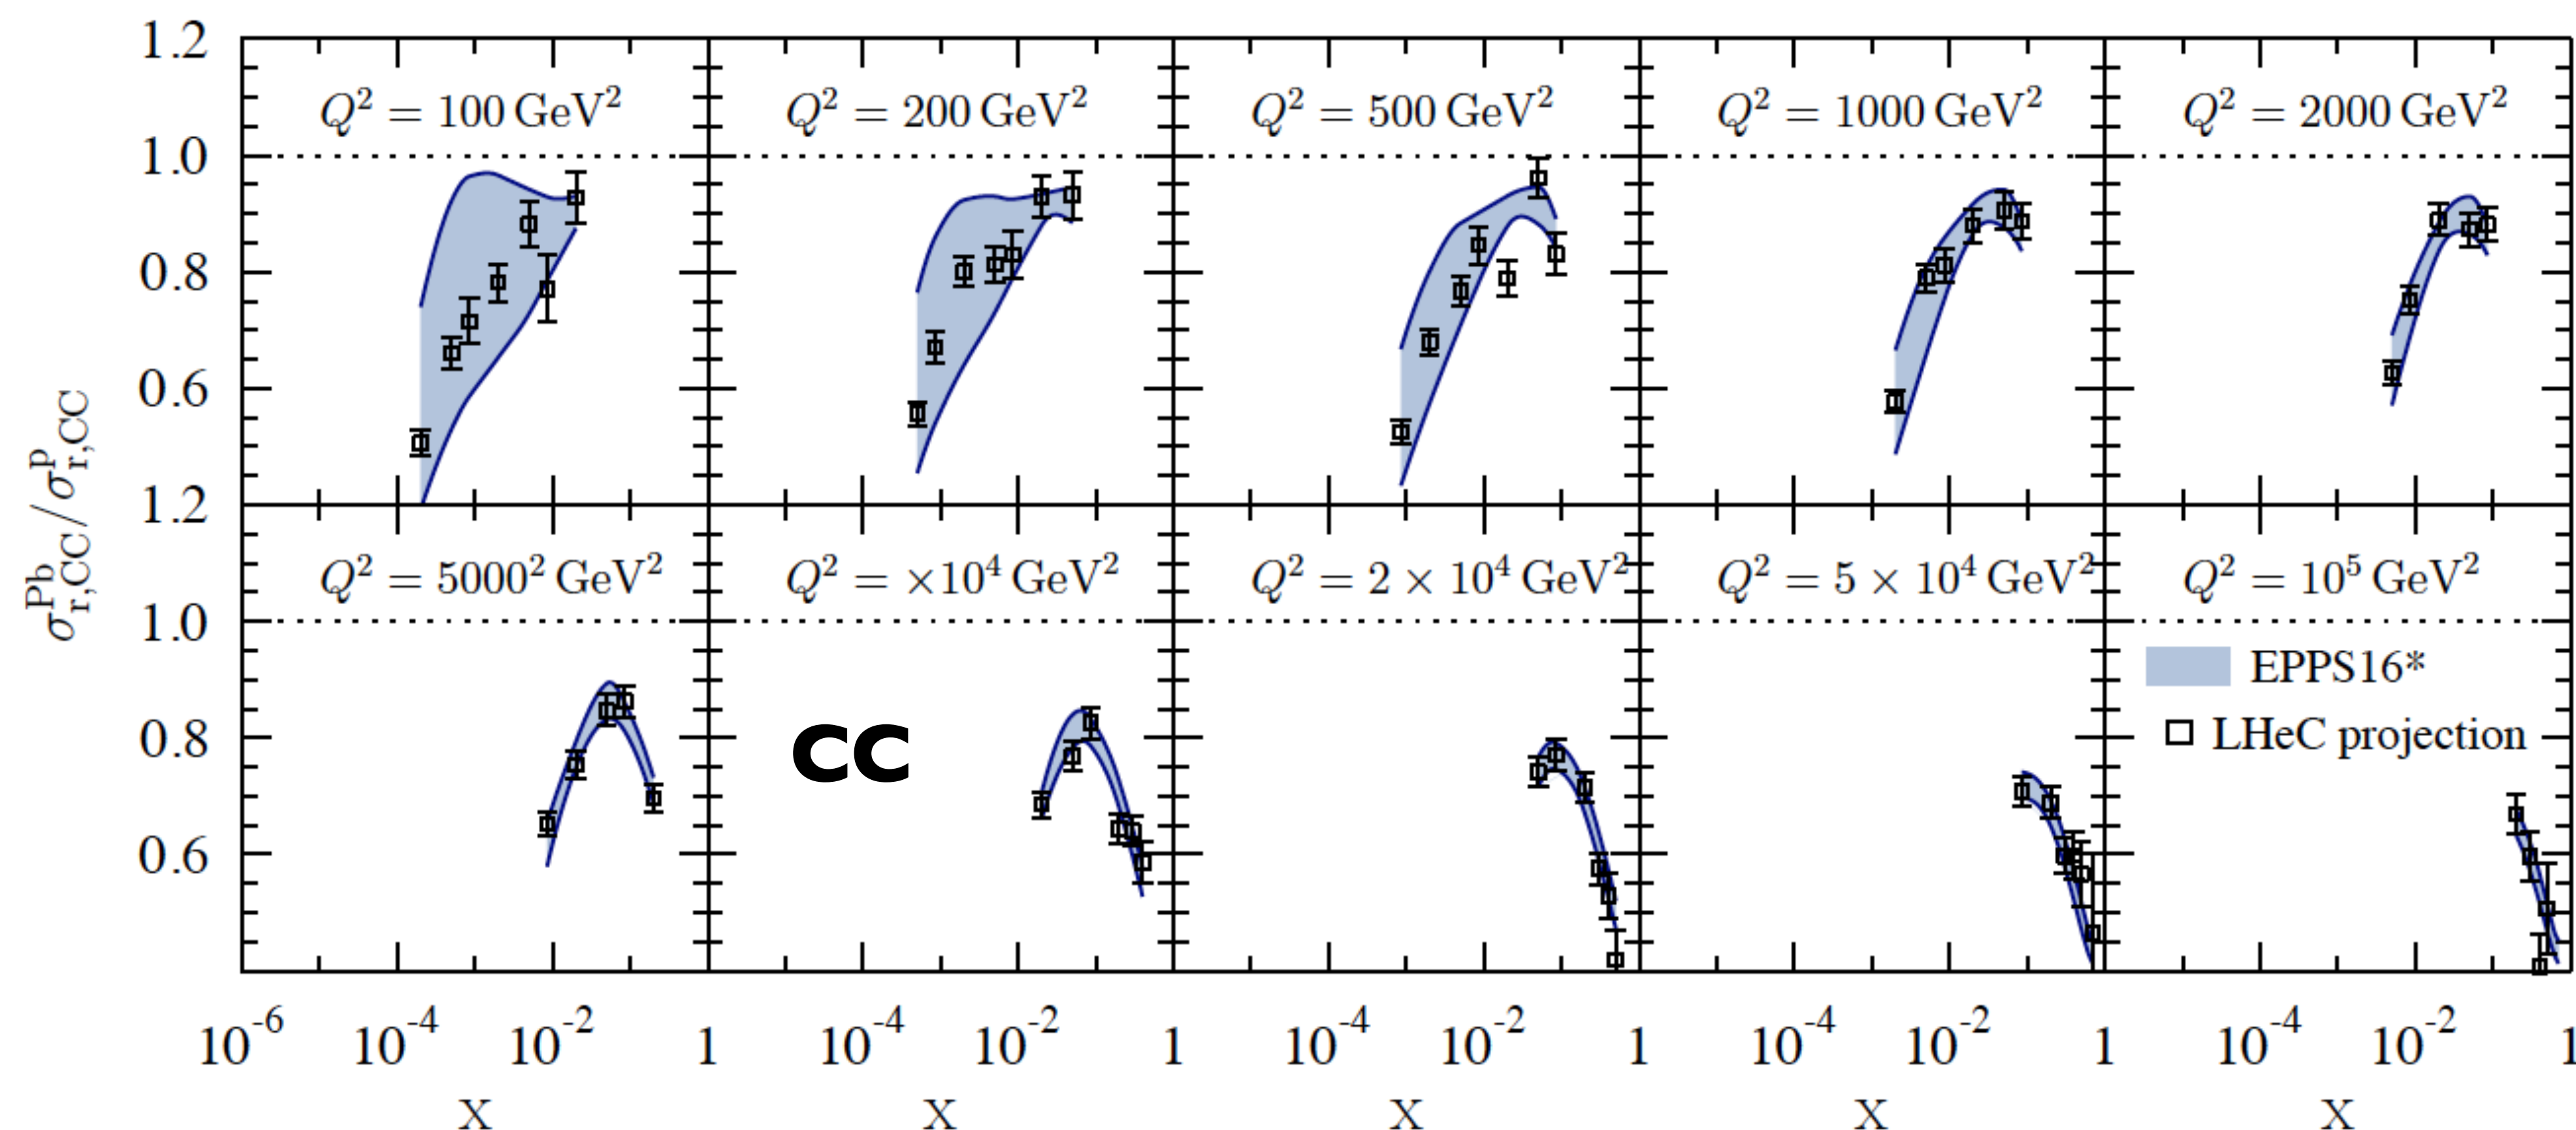 1.2
Q² = 100 GeV² Q² = 200 GeV² Q² = 500 GeV² Q² = 1000 GeV² Q² = 2000 GeV²
1.0
0.8
0.6
1.2
Q² = 5000² GeV² Q² = ×10⁴ GeV² Q² = 2 × 10⁴ GeV² Q² = 5 × 10⁴ GeV² Q² = 10⁵ GeV²
1.0
EPPS16*
0.8 CC LHeC projection
0.6
σ^Pb_r,CC/σ^p_r,CC
10⁻⁶ 10⁻⁴ 10⁻² 1 10⁻⁴ 10⁻² 1 10⁻⁴ 10⁻² 1 10⁻⁴ 10⁻² 1 10⁻⁴ 10⁻² 1
x x x x x